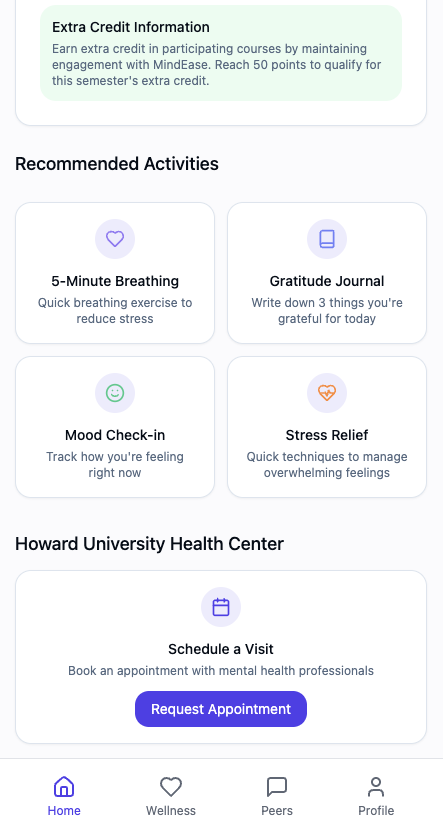 Extra Credit Information
Earn extra credit in participating courses by maintaining
engagement with MindEase. Reach 50 points to qualify for
this semester's extra credit.
Recommended Activities
5-Minute Breathing
Quick breathing exercise to
reduce stress
Gratitude Journal
Write down 3 things you're
grateful for today
Mood Check-in
Track how you're feeling
right now
Stress Relief
Quick techniques to manage
overwhelming feelings
Howard University Health Center
Schedule a Visit
Book an appointment with mental health professionals
Request Appointment
Home
Wellness
Peers
Profile